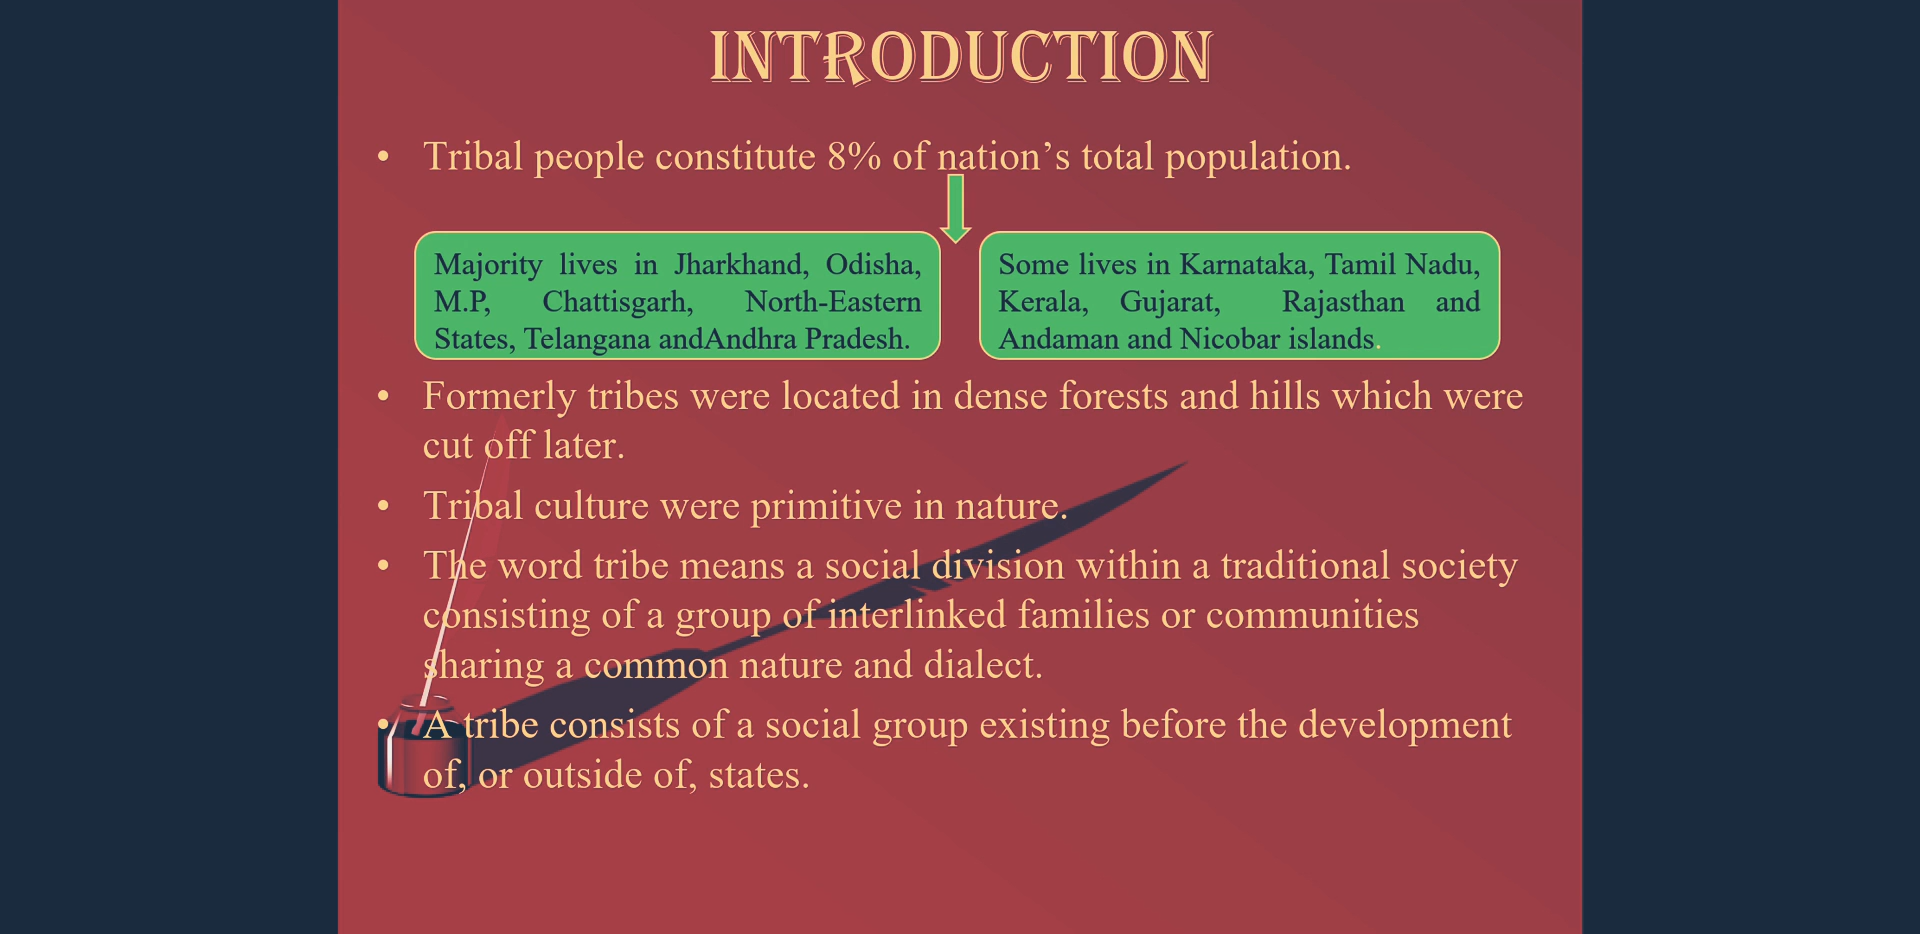 INTRODUCTION
• Tribal people constitute 8% of nation’s total population.
Majority lives in Jharkhand, Odisha,
M.P, Chattisgarh, North-Eastern
States, Telangana andAndhra Pradesh.
Some lives in Karnataka, Tamil Nadu,
Kerala, Gujarat, Rajasthan and
Andaman and Nicobar islands.
• Formerly tribes were located in dense forests and hills which were
cut off later.
• Tribal culture were primitive in nature.
• The word tribe means a social division within a traditional society
consisting of a group of interlinked families or communities
sharing a common nature and dialect.
• A tribe consists of a social group existing before the development
of, or outside of, states.